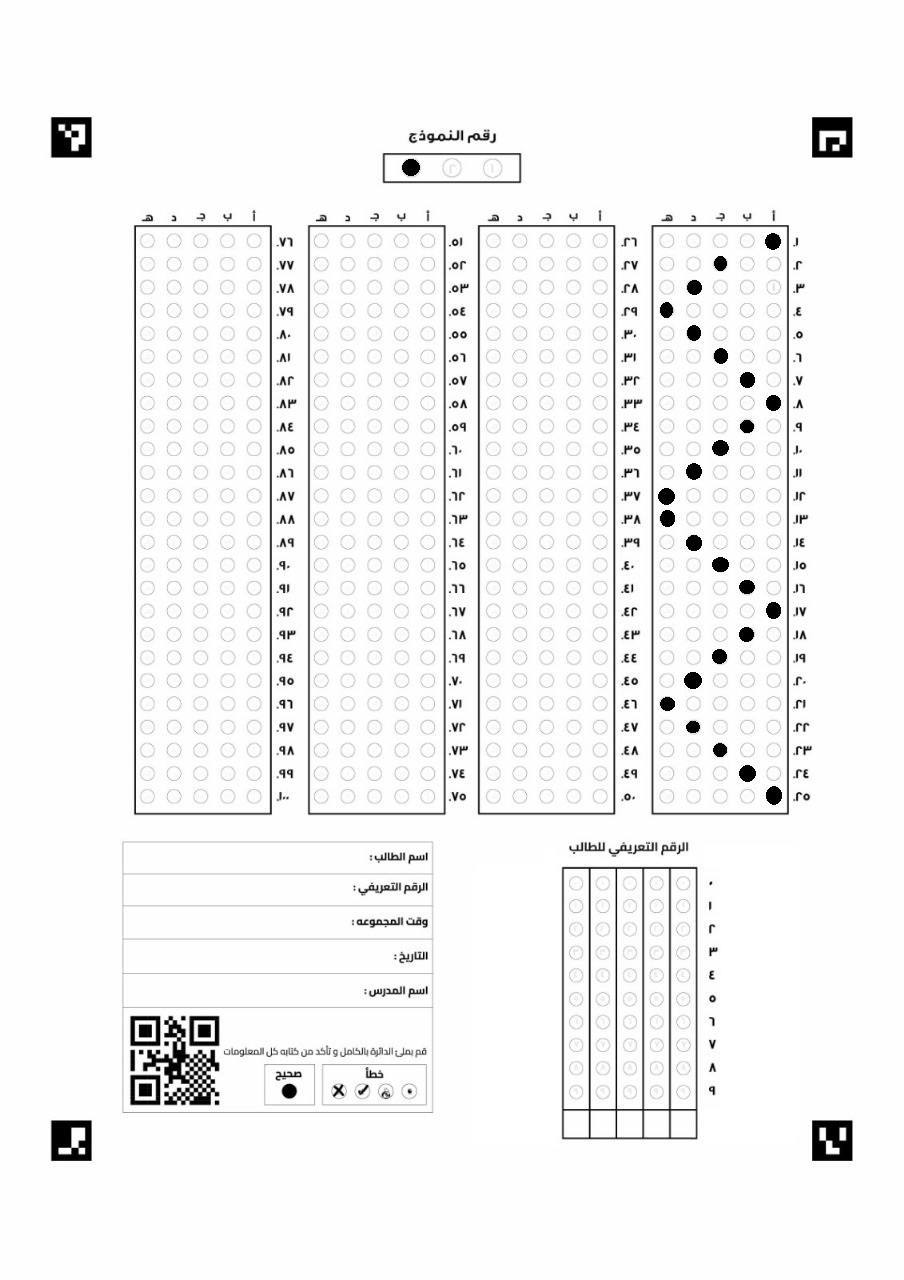 رقم النموذج
١ ٢
أ ب جـ د هـ
أ ب جـ د هـ
أ ب جـ د هـ
أ ب جـ د هـ
.١ .٢٦ .٥١ .٧٦
.٢ .٢٧ .٥٢ .٧٧
.٣ .٢٨ .٥٣ .٧٨
.٤ .٢٩ .٥٤ .٧٩
.٥ .٣٠ .٥٥ .٨٠
.٦ .٣١ .٥٦ .٨١
.٧ .٣٢ .٥٧ .٨٢
.٨ .٣٣ .٥٨ .٨٣
.٩ .٣٤ .٥٩ .٨٤
.١٠ .٣٥ .٦٠ .٨٥
.١١ .٣٦ .٦١ .٨٦
.١٢ .٣٧ .٦٢ .٨٧
.١٣ .٣٨ .٦٣ .٨٨
.١٤ .٣٩ .٦٤ .٨٩
.١٥ .٤٠ .٦٥ .٩٠
.١٦ .٤١ .٦٦ .٩١
.١٧ .٤٢ .٦٧ .٩٢
.١٨ .٤٣ .٦٨ .٩٣
.١٩ .٤٤ .٦٩ .٩٤
.٢٠ .٤٥ .٧٠ .٩٥
.٢١ .٤٦ .٧١ .٩٦
.٢٢ .٤٧ .٧٢ .٩٧
.٢٣ .٤٨ .٧٣ .٩٨
.٢٤ .٤٩ .٧٤ .٩٩
.٢٥ .٥٠ .٧٥ .١٠٠
الرقم التعريفي للطالب
٠
١
٢
٣
٤
٥
٦
٧
٨
٩
اسم الطالب :
الرقم التعريفي :
وقت المجموعه :
التاريخ :
اسم المدرس :
قم بملئ الدائرة بالكامل و تأكد من كتابه كل المعلومات
خطأ
صحيح